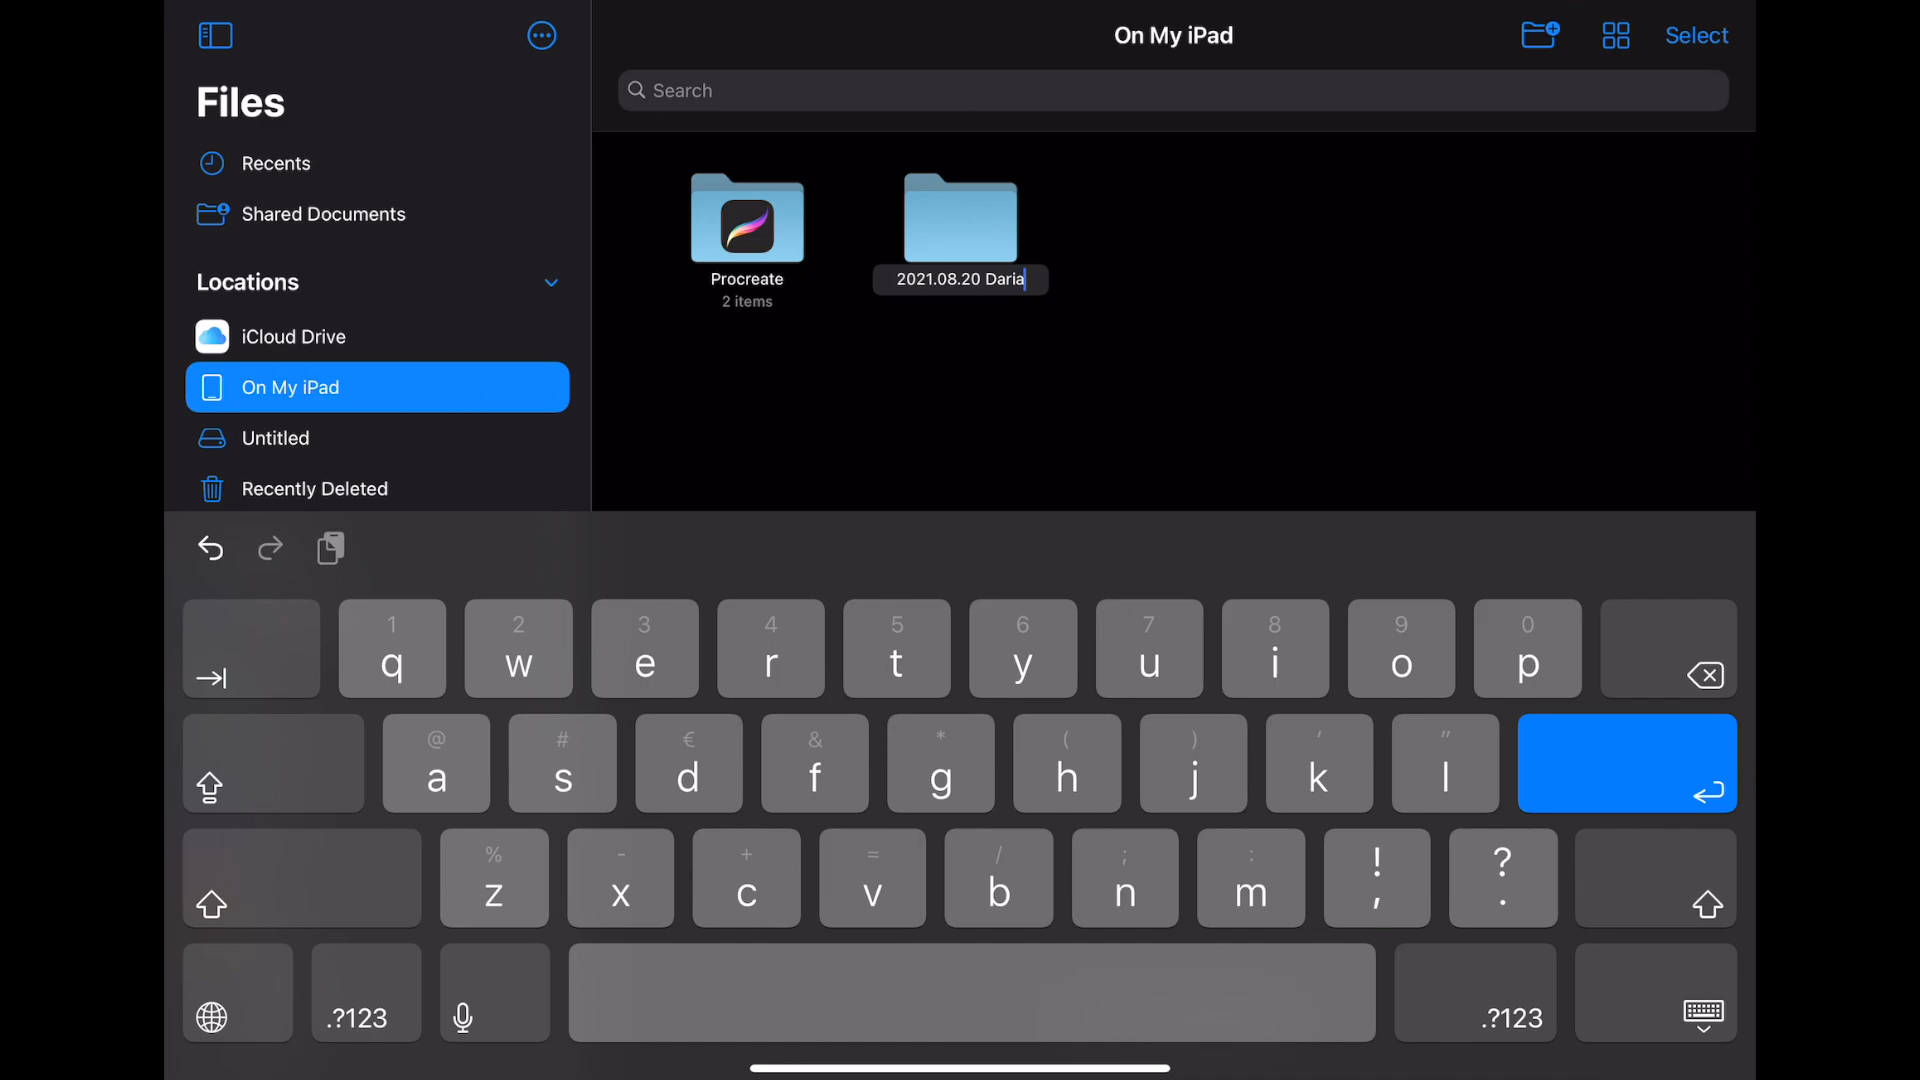 On My iPad
Select
Search
Files
Recents
Shared Documents
Locations
iCloud Drive
On My iPad
Untitled
Recently Deleted
Procreate
2 items
2021.08.20 Daria
1 2 3 4 5 6 7 8 9 0
q w e r t y u i o p
@ # € & * ( ) ' "
a s d f g h j k l
% - + = / ; : ! ?
z x c v b n m , .
.?123 .?123